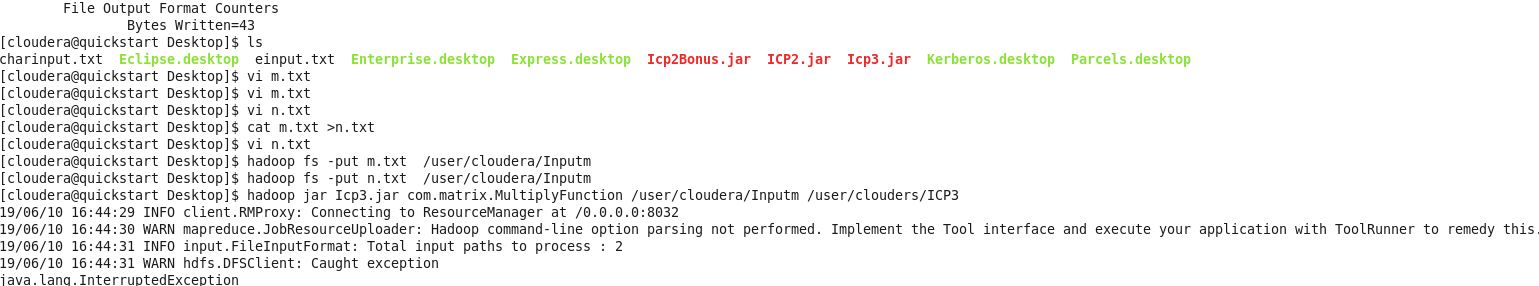 File Output Format Counters
Bytes Written=43
[cloudera@quickstart Desktop]$ ls
charinput.txt  Eclipse.desktop  einput.txt  Enterprise.desktop  Express.desktop  Icp2Bonus.jar  ICP2.jar  Icp3.jar  Kerberos.desktop  Parcels.desktop
[cloudera@quickstart Desktop]$ vi m.txt
[cloudera@quickstart Desktop]$ vi m.txt
[cloudera@quickstart Desktop]$ vi n.txt
[cloudera@quickstart Desktop]$ cat m.txt >n.txt
[cloudera@quickstart Desktop]$ vi n.txt
[cloudera@quickstart Desktop]$ hadoop fs -put m.txt  /user/cloudera/Inputm
[cloudera@quickstart Desktop]$ hadoop fs -put n.txt  /user/cloudera/Inputm
[cloudera@quickstart Desktop]$ hadoop jar Icp3.jar com.matrix.MultiplyFunction /user/cloudera/Inputm /user/clouders/ICP3
19/06/10 16:44:29 INFO client.RMProxy: Connecting to ResourceManager at /0.0.0.0:8032
19/06/10 16:44:30 WARN mapreduce.JobResourceUploader: Hadoop command-line option parsing not performed. Implement the Tool interface and execute your application with ToolRunner to remedy this.
19/06/10 16:44:31 INFO input.FileInputFormat: Total input paths to process : 2
19/06/10 16:44:31 WARN hdfs.DFSClient: Caught exception
java.lang.InterruptedException